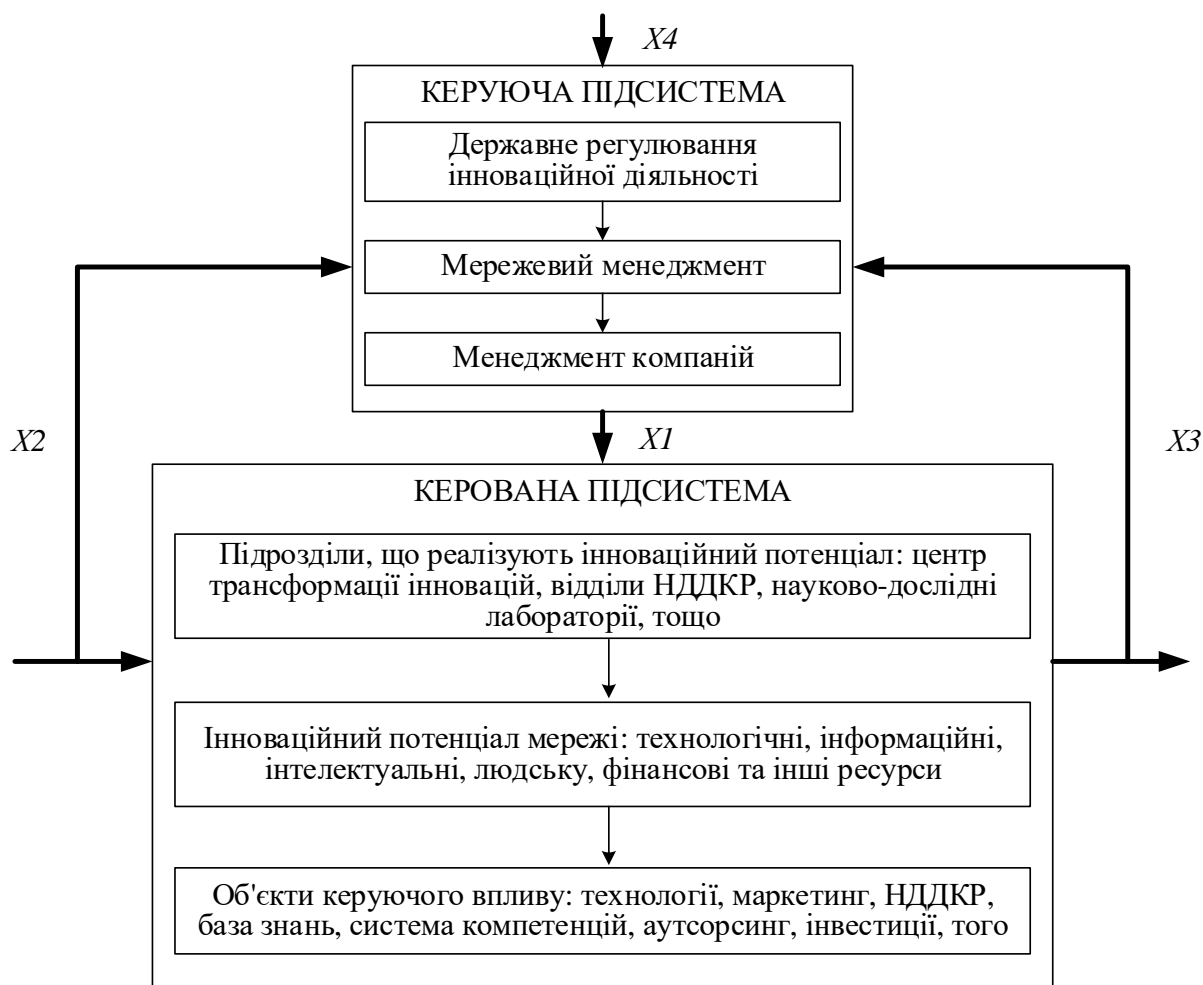 X4
КЕРУЮЧА ПІДСИСТЕМА
Державне регулювання
інноваційної діяльності
Мережевий менеджмент
Менеджмент компаній
X2
X1
X3
КЕРОВАНА ПІДСИСТЕМА
Підрозділи, що реалізують інноваційний потенціал: центр
трансформації інновацій, відділи НДДКР, науково-дослідні
лабораторії, тощо
Інноваційний потенціал мережі: технологічні, інформаційні,
інтелектуальні, людську, фінансові та інші ресурси
Об'єкти керуючого впливу: технології, маркетинг, НДДКР,
база знань, система компетенцій, аутсорсинг, інвестиції, того